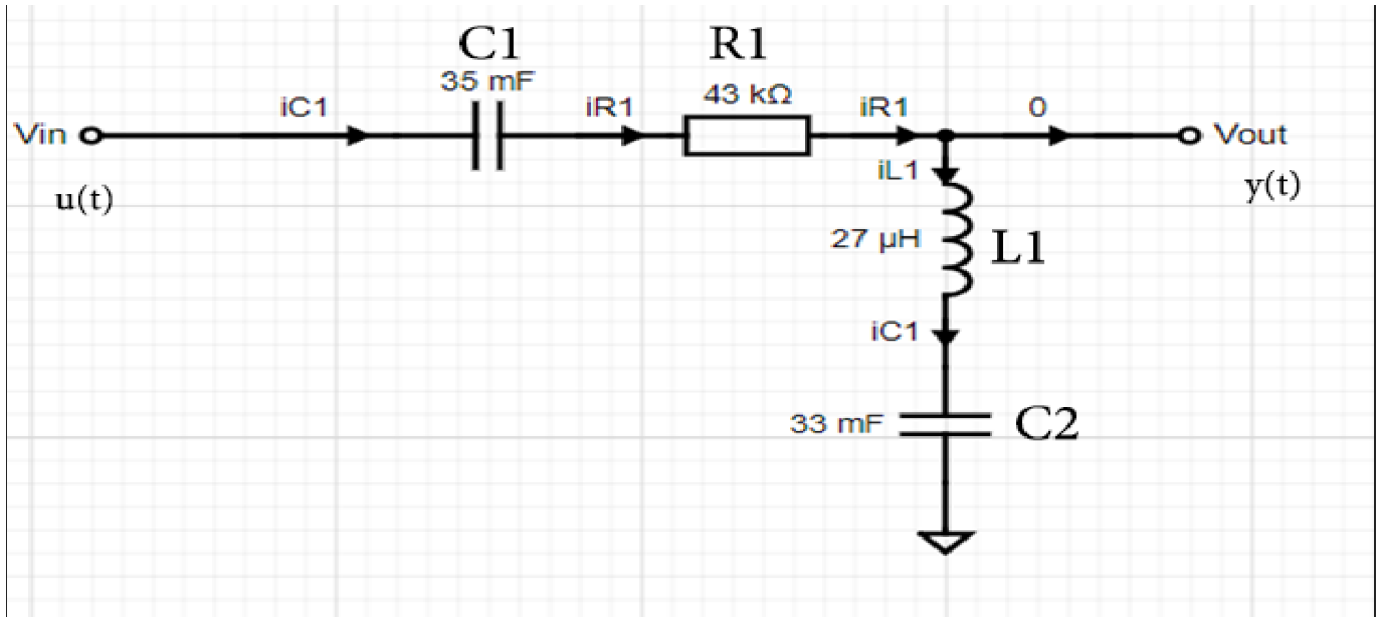 C1
R1
35 mF
43 kΩ
iC1
iR1
iR1
0
Vin
Vout
u(t)
iL1
y(t)
27 µH
L1
iC1
33 mF
C2